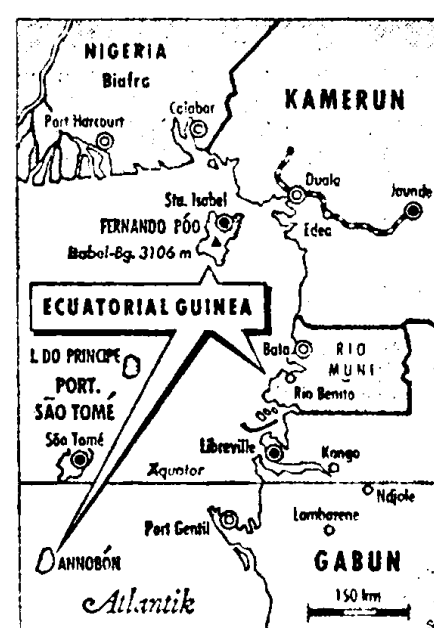 NIGERIA
Biafra
Port Harcourt
Calabar
KAMERUN
Duala
Jaunde
Edea
Sta. Isabel
FERNANDO PÓO
Isabel-Bg. 3106 m
ECUATORIAL GUINEA
Bata
RIO
MUNI
Rio Benito
I. DO PRINCIPE
PORT.
SÃO TOMÉ
São Tomé
Libreville
Kango
Äquator
Ndjole
Port Gentil
Lambarene
ANNOBÓN
GABUN
Atlantik
150 km